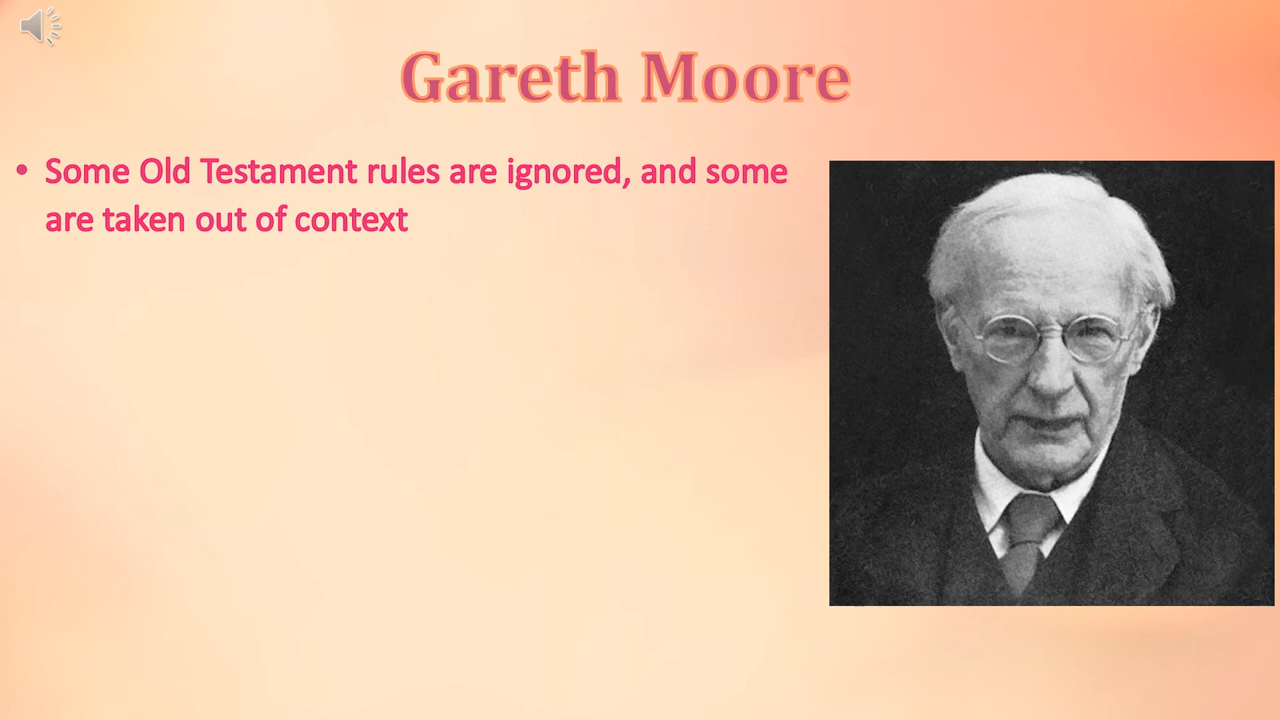 Gareth Moore
• Some Old Testament rules are ignored, and some
are taken out of context